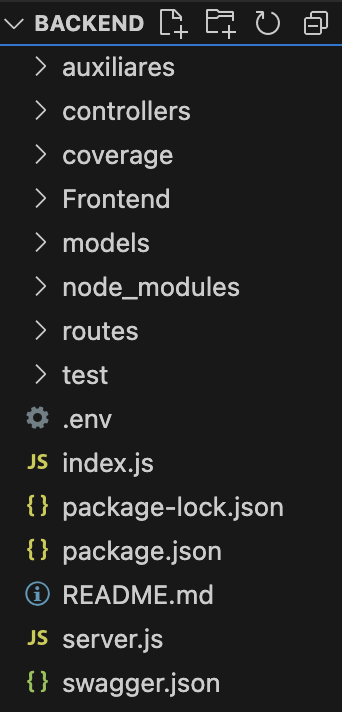 BACKEND
auxiliares
controllers
coverage
Frontend
models
node_modules
routes
test
.env
JS index.js
{} package-lock.json
{} package.json
README.md
JS server.js
{} swagger.json